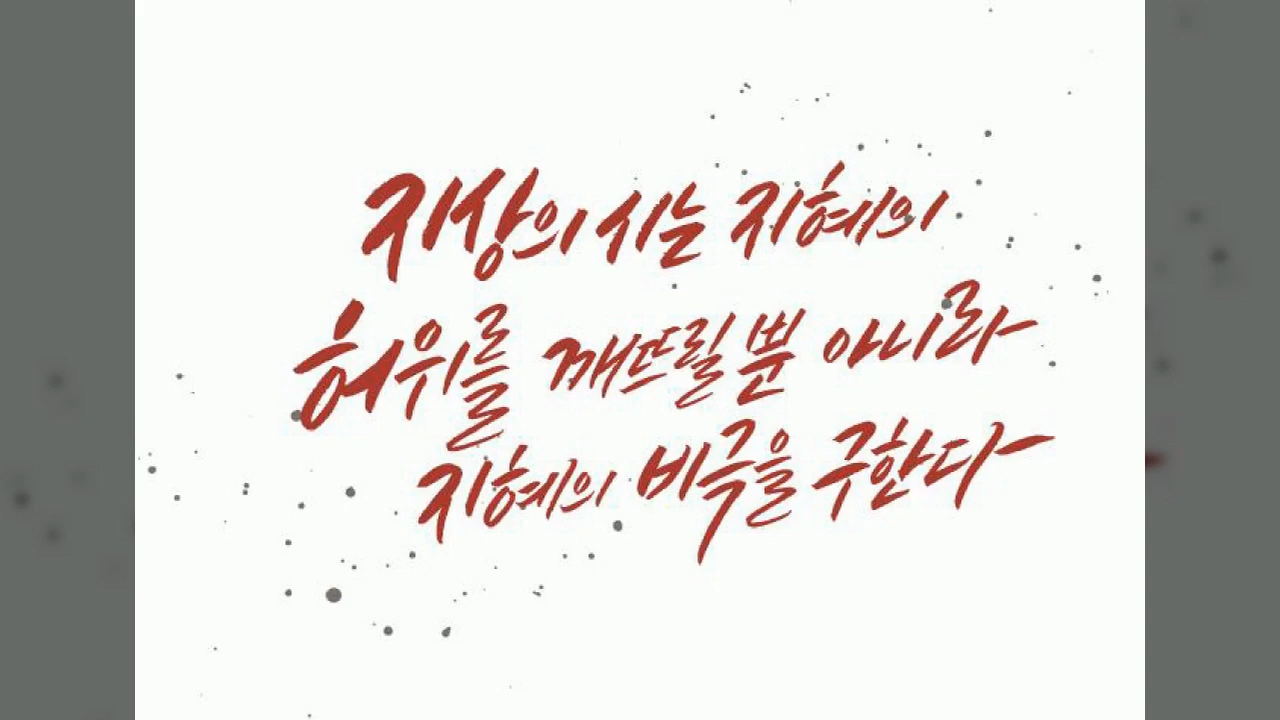 지상의 시는 지혜의
허위를 깨뜨릴 뿐 아니라
지혜의 비극을 구한다